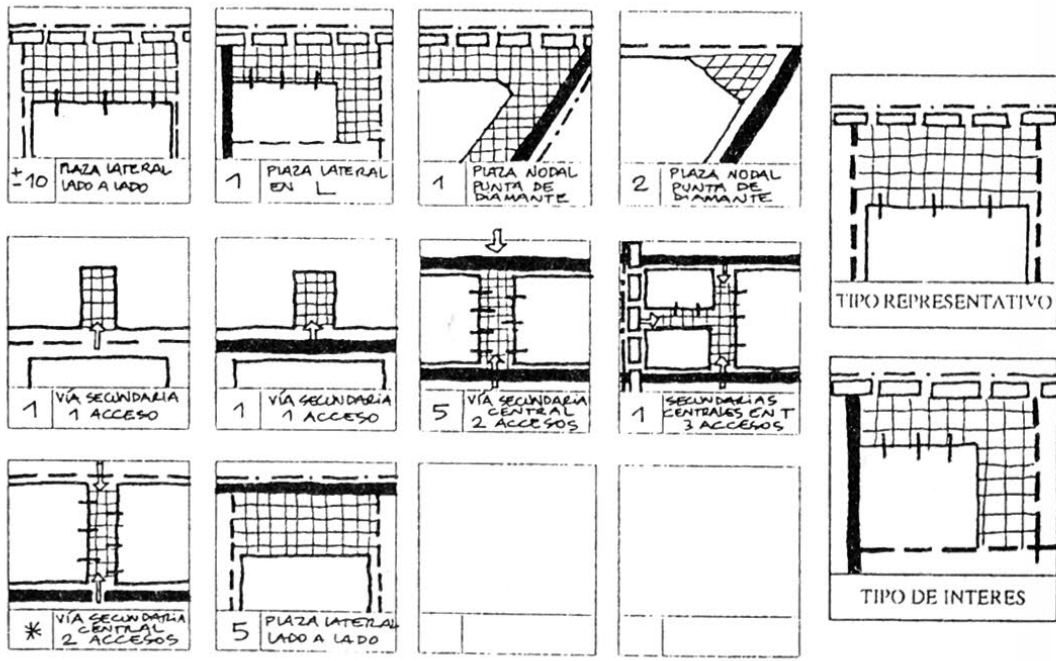 ± 10
PLAZA LATERAL
LADO A LADO
1
PLAZA LATERAL
EN L
1
PLAZA NODAL
PUNTA DE
DIAMANTE
2
PLAZA NODAL
PUNTA DE
DIAMANTE
TIPO REPRESENTATIVO
1
VÍA SECUNDARIA
1 ACCESO
1
VÍA SECUNDARIA
1 ACCESO
5
VÍA SECUNDARIA
CENTRAL
2 ACCESOS
1
SECUNDARIAS
CENTRALES EN T
3 ACCESOS
*
VÍA SECUNDARIA
CENTRAL
2 ACCESOS
5
PLAZA LATERAL
LADO A LADO
TIPO DE INTERES